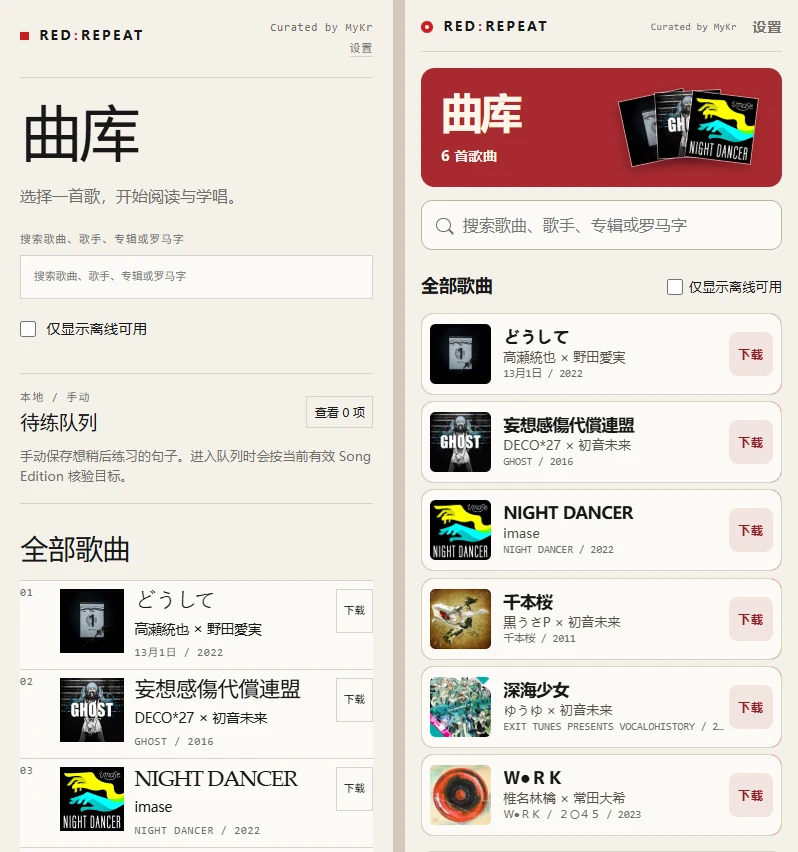 RED:REPEAT
Curated by MyKr
设置
曲库
选择一首歌，开始阅读与学唱。
搜索歌曲、歌手、专辑或罗马字
搜索歌曲、歌手、专辑或罗马字
仅显示离线可用
本地 / 手动
待练队列
查看 0 项
手动保存想稍后练习的句子。进入队列时会按当前有效 Song
Edition 核验目标。
全部歌曲
01
どうして
高瀬統也 × 野田愛実
13月1日 / 2022
下载
02
GHOST
妄想感傷代償連盟
DECO*27 × 初音未来
GHOST / 2016
下载
03
imase
NIGHT DANCER
NIGHT DANCER
imase
NIGHT DANCER / 2022
下载
RED:REPEAT
Curated by MyKr
设置
曲库
6 首歌曲
GH
imase
NIGHT DANCER
搜索歌曲、歌手、专辑或罗马字
全部歌曲
仅显示离线可用
どうして
高瀬統也 × 野田愛実
13月1日 / 2022
下载
GHOST
妄想感傷代償連盟
DECO*27 × 初音未来
GHOST / 2016
下载
imase
NIGHT DANCER
NIGHT DANCER
imase
NIGHT DANCER / 2022
下载
千本桜
黒うさP × 初音未来
千本桜 / 2011
下载
深海少女
ゆうゆ × 初音未来
EXIT TUNES PRESENTS VOCALOHISTORY / 2…
下载
W●RK
椎名林檎 × 常田大希
W●RK / 2〇45 / 2023
下载